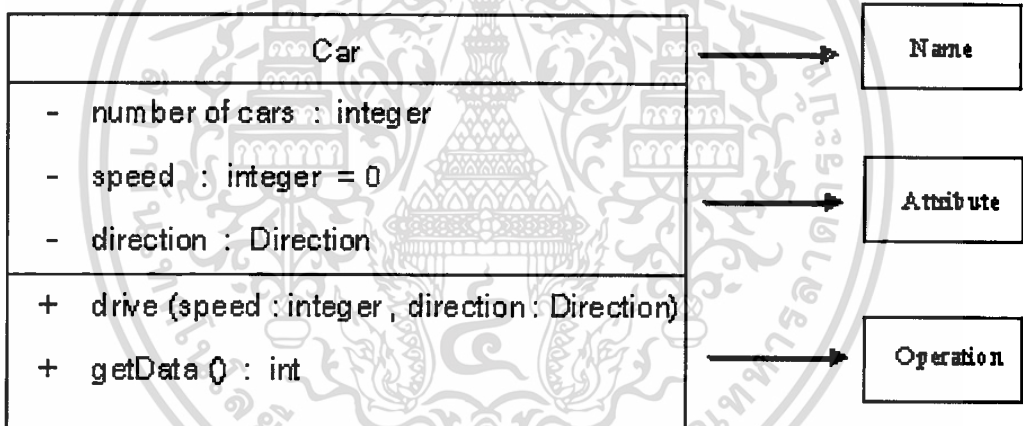 Car
Name
- number of cars : integer
- speed : integer = 0
- direction : Direction
Attribute
+ drive (speed : integer , direction : Direction)
+ getData () : int
Operation